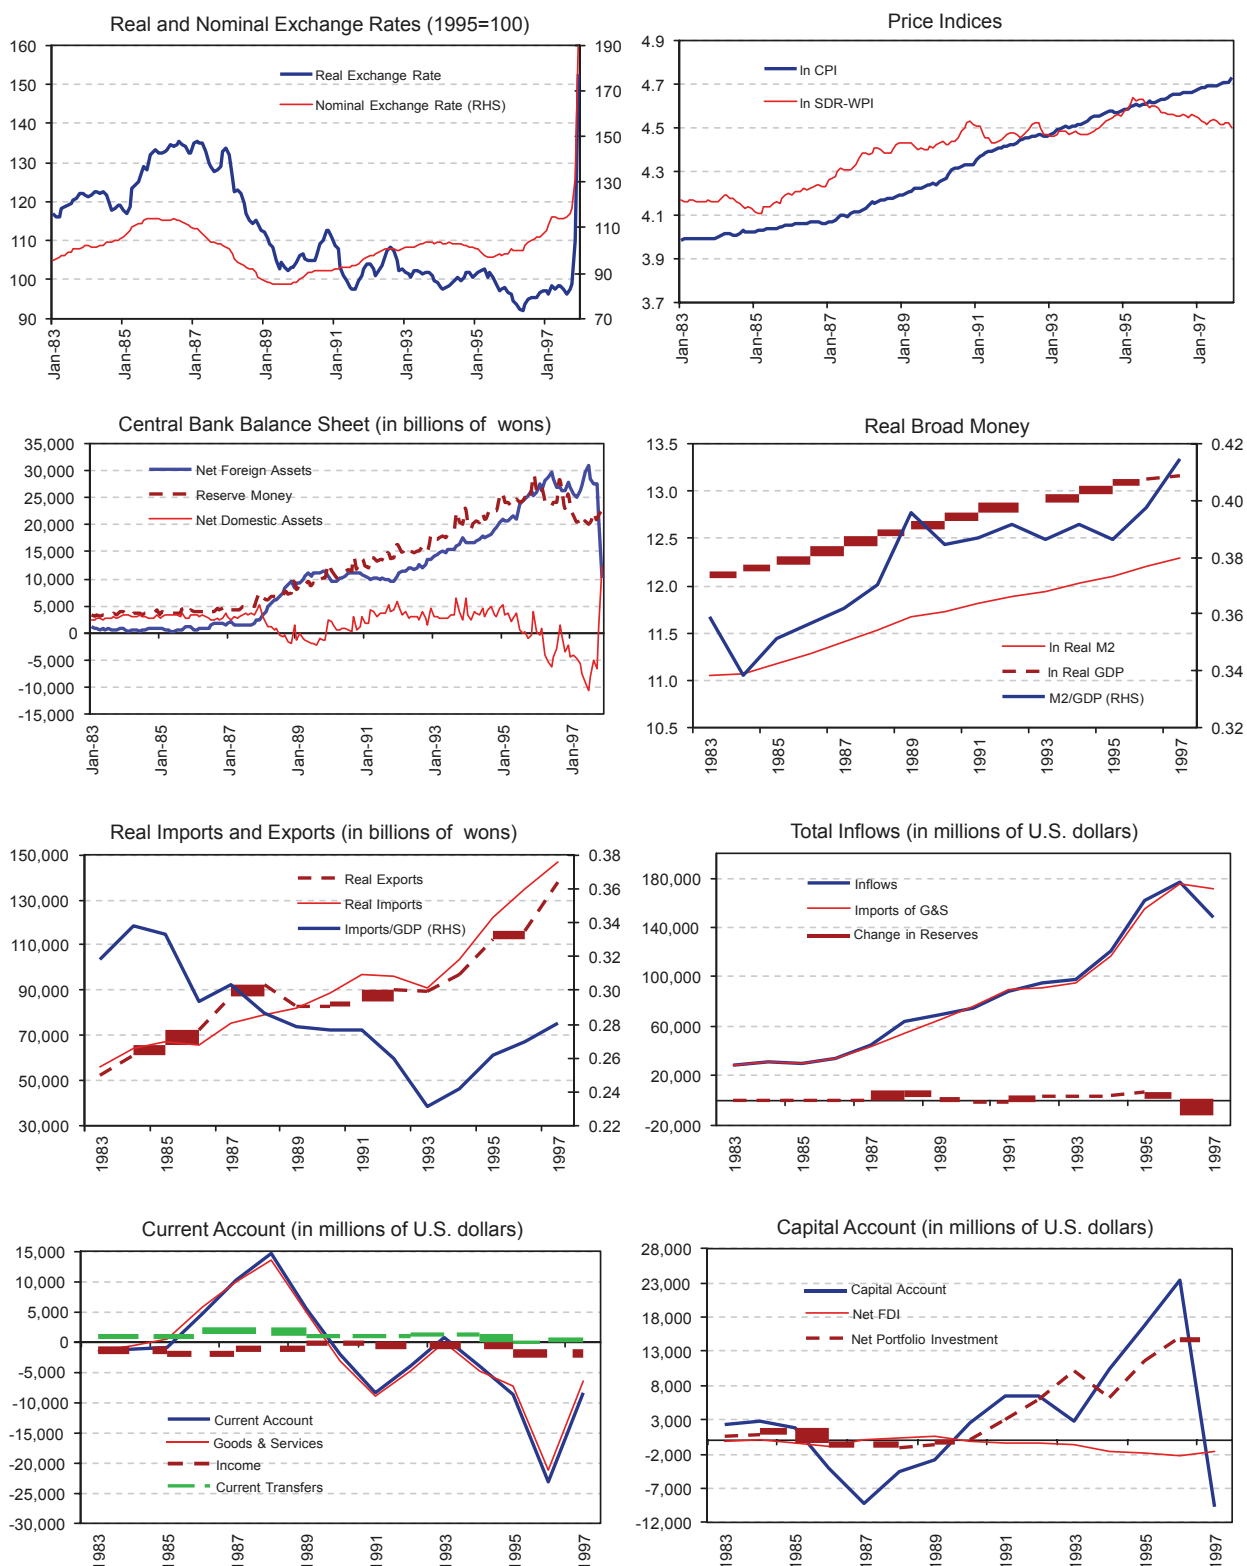 Real and Nominal Exchange Rates (1995=100)
160
150
140
130
120
110
100
90
190
170
150
130
110
90
70
Real Exchange Rate
Nominal Exchange Rate (RHS)
Jan-83
Jan-85
Jan-87
Jan-89
Jan-91
Jan-93
Jan-95
Jan-97
Price Indices
4.9
4.7
4.5
4.3
4.1
3.9
3.7
ln CPI
ln SDR-WPI
Jan-83
Jan-85
Jan-87
Jan-89
Jan-91
Jan-93
Jan-95
Jan-97
Central Bank Balance Sheet (in billions of wons)
35,000
30,000
25,000
20,000
15,000
10,000
5,000
0
-5,000
-10,000
-15,000
Net Foreign Assets
Reserve Money
Net Domestic Assets
Jan-83
Jan-85
Jan-87
Jan-89
Jan-91
Jan-93
Jan-95
Jan-97
Real Broad Money
13.5
13.0
12.5
12.0
11.5
11.0
10.5
0.42
0.40
0.38
0.36
0.34
0.32
ln Real M2
ln Real GDP
M2/GDP (RHS)
1983
1985
1987
1989
1991
1993
1995
1997
Real Imports and Exports (in billions of wons)
150,000
130,000
110,000
90,000
70,000
50,000
30,000
0.38
0.36
0.34
0.32
0.30
0.28
0.26
0.24
0.22
Real Exports
Real Imports
Imports/GDP (RHS)
1983
1985
1987
1989
1991
1993
1995
1997
Total Inflows (in millions of U.S. dollars)
180,000
140,000
100,000
60,000
20,000
-20,000
Inflows
Imports of G&S
Change in Reserves
1983
1985
1987
1989
1991
1993
1995
1997
Current Account (in millions of U.S. dollars)
15,000
10,000
5,000
0
-5,000
-10,000
-15,000
-20,000
-25,000
-30,000
Current Account
Goods & Services
Income
Current Transfers
1983
1985
1987
1989
1991
1993
1995
1997
Capital Account (in millions of U.S. dollars)
28,000
23,000
18,000
13,000
8,000
3,000
-2,000
-7,000
-12,000
Capital Account
Net FDI
Net Portfolio Investment
1983
1985
1987
1989
1991
1993
1995
1997